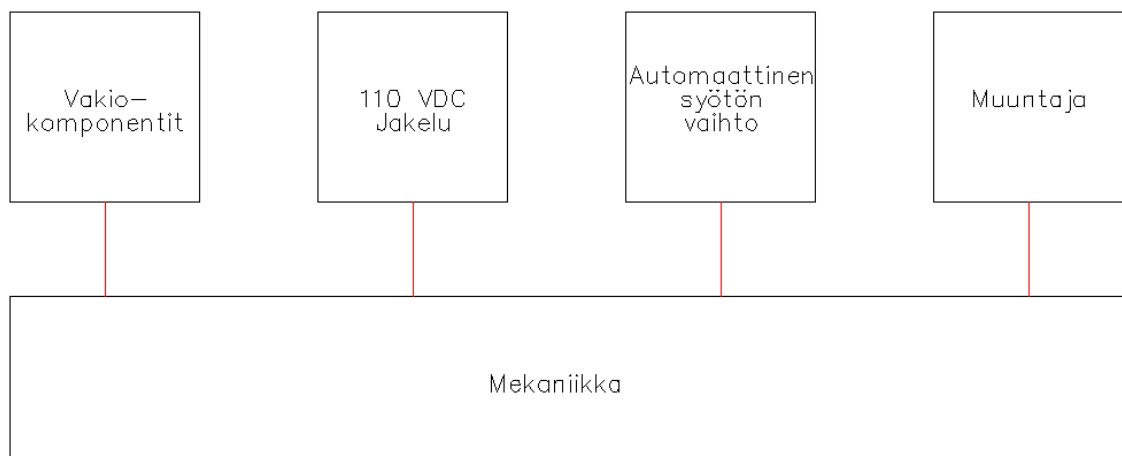 Vakio-
komponentit
110 VDC
Jakelu
Automaattinen
syötön
vaihto
Muuntaja
Mekaniikka